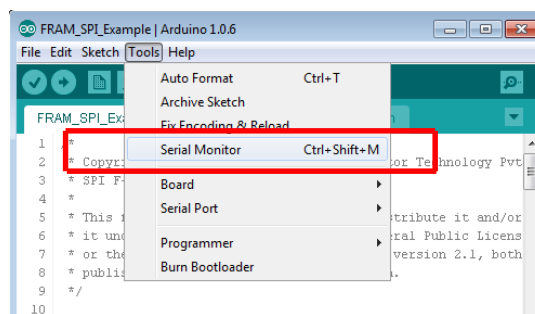 FRAM_SPI_Example | Arduino 1.0.6
File Edit Sketch Tools Help
Auto Format Ctrl+T
Archive Sketch
FRAM_SPI_Exa
Fix Encoding & Reload
Serial Monitor Ctrl+Shift+M
Board
Serial Port
Programmer
Burn Bootloader
1 /*
2 * Copyri or Technology Pvt
3 * SPI F
4 *
5 * This stribute it and/or
6 * it und ral Public Licens
7 * or the version 2.1, both
8 * publis
9 */
10